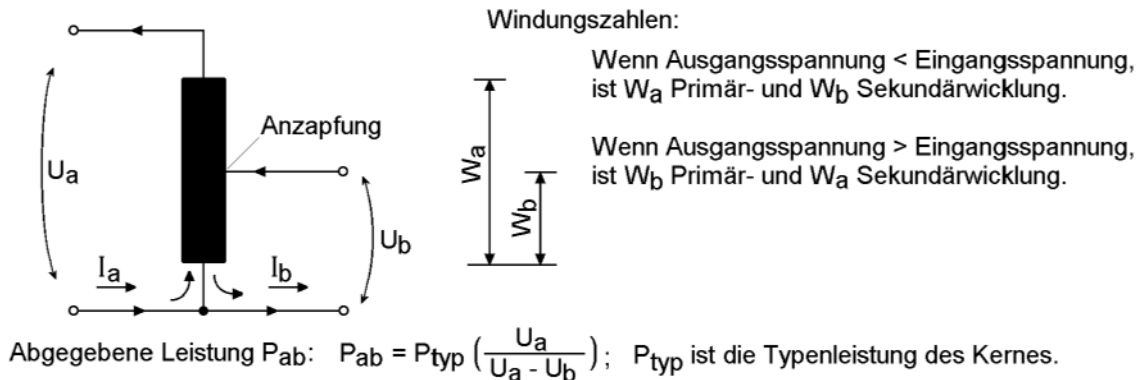 Windungszahlen:
Wenn Ausgangsspannung < Eingangsspannung,
ist Wa Primär- und Wb Sekundärwicklung.
Wenn Ausgangsspannung > Eingangsspannung,
ist Wb Primär- und Wa Sekundärwicklung.
Anzapfung
Ua
Wa
Wb
Ub
Ia
Ib
Abgegebene Leistung Pab: Pab = Ptyp (Ua / Ua - Ub) ; Ptyp ist die Typenleistung des Kernes.